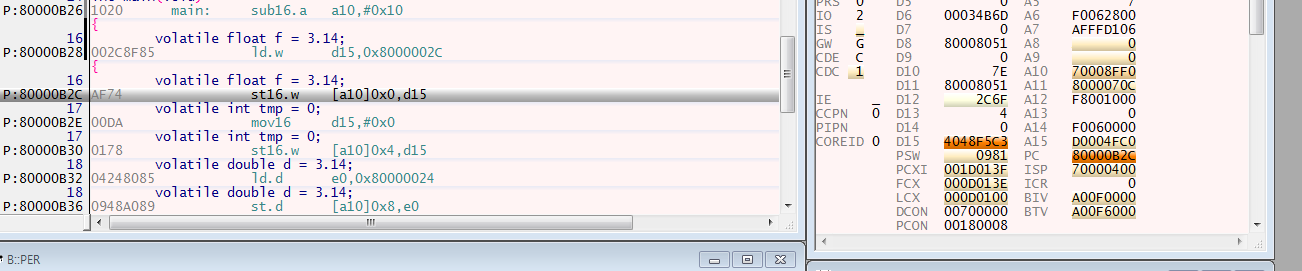 P:80000B26 1020 main: sub16.a a10,#0x10
{
16 volatile float f = 3.14;
P:80000B28 002C8F85 ld.w d15,0x8000002C
{
16 volatile float f = 3.14;
P:80000B2C AF74 st16.w [a10]0x0,d15
17 volatile int tmp = 0;
P:80000B2E 00DA mov16 d15,#0x0
17 volatile int tmp = 0;
P:80000B30 0178 st16.w [a10]0x4,d15
18 volatile double d = 3.14;
P:80000B32 04248085 ld.d e0,0x80000024
18 volatile double d = 3.14;
P:80000B36 0948A089 st.d [a10]0x8,e0
B::PER
PRS 0 D5 0 A5 7
IO 2 D6 00034B6D A6 F0062800
IS _ D7 0 A7 AFFFD106
GW G D8 80008051 A8 0
CDE C D9 0 A9 0
CDC 1 D10 7E A10 70008FF0
D11 80008051 A11 8000070C
IE _ D12 2C6F A12 F8001000
CCPN 0 D13 4 A13 0
PIPN D14 0 A14 F0060000
COREID 0 D15 4048F5C3 A15 D0004FC0
PSW 0981 PC 80000B2C
PCXI 001D013F ISP 70000400
FCX 000D013E ICR 0
LCX 000D0100 BIV A00F0000
DCON 00700000 BTV A00F6000
PCON 00180008